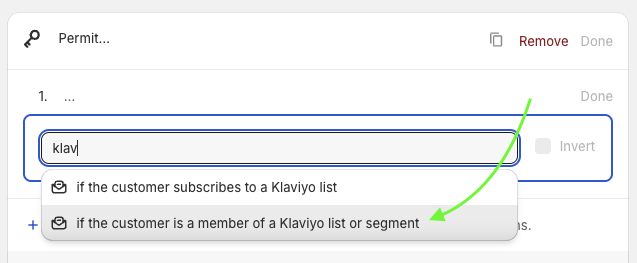 Permit...
Remove
Done
1. ...
Done
klav
Invert
if the customer subscribes to a Klaviyo list
if the customer is a member of a Klaviyo list or segment
+